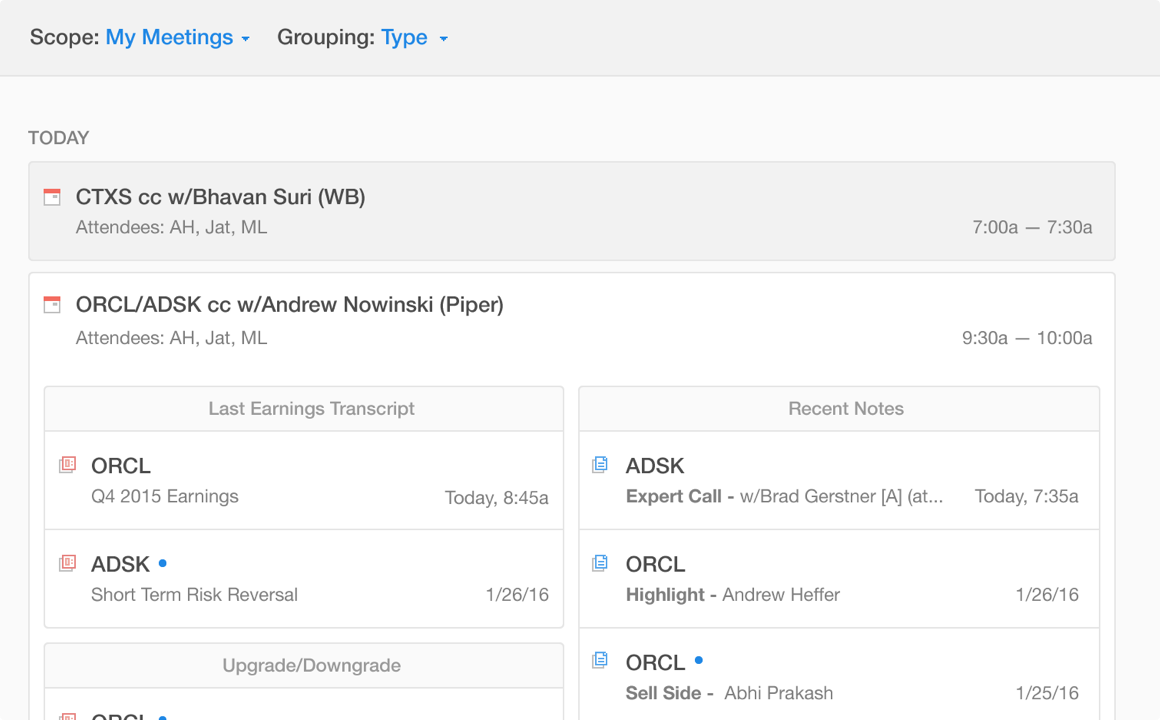 Scope: My Meetings Grouping: Type
TODAY
CTXS cc w/Bhavan Suri (WB)
Attendees: AH, Jat, ML 7:00a — 7:30a
ORCL/ADSK cc w/Andrew Nowinski (Piper)
Attendees: AH, Jat, ML 9:30a — 10:00a
Last Earnings Transcript
ORCL
Q4 2015 Earnings Today, 8:45a
ADSK
Short Term Risk Reversal 1/26/16
Upgrade/Downgrade
ORCL
Recent Notes
ADSK
Expert Call - w/Brad Gerstner [A] (at... Today, 7:35a
ORCL
Highlight - Andrew Heffer 1/26/16
ORCL
Sell Side - Abhi Prakash 1/25/16